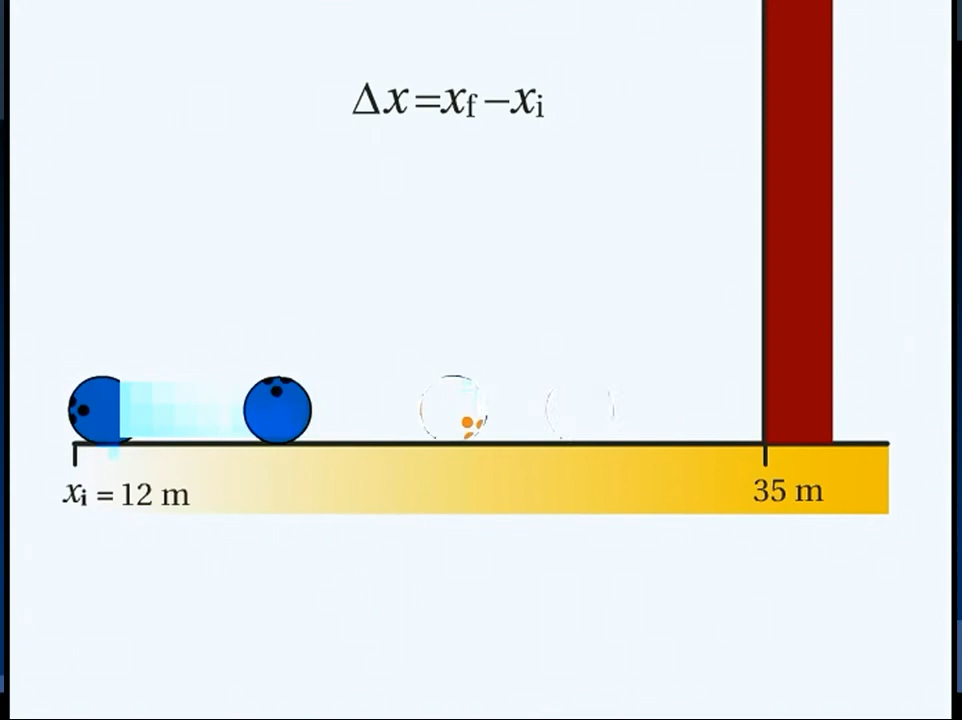 Δx=xf−xi
xi = 12 m
35 m